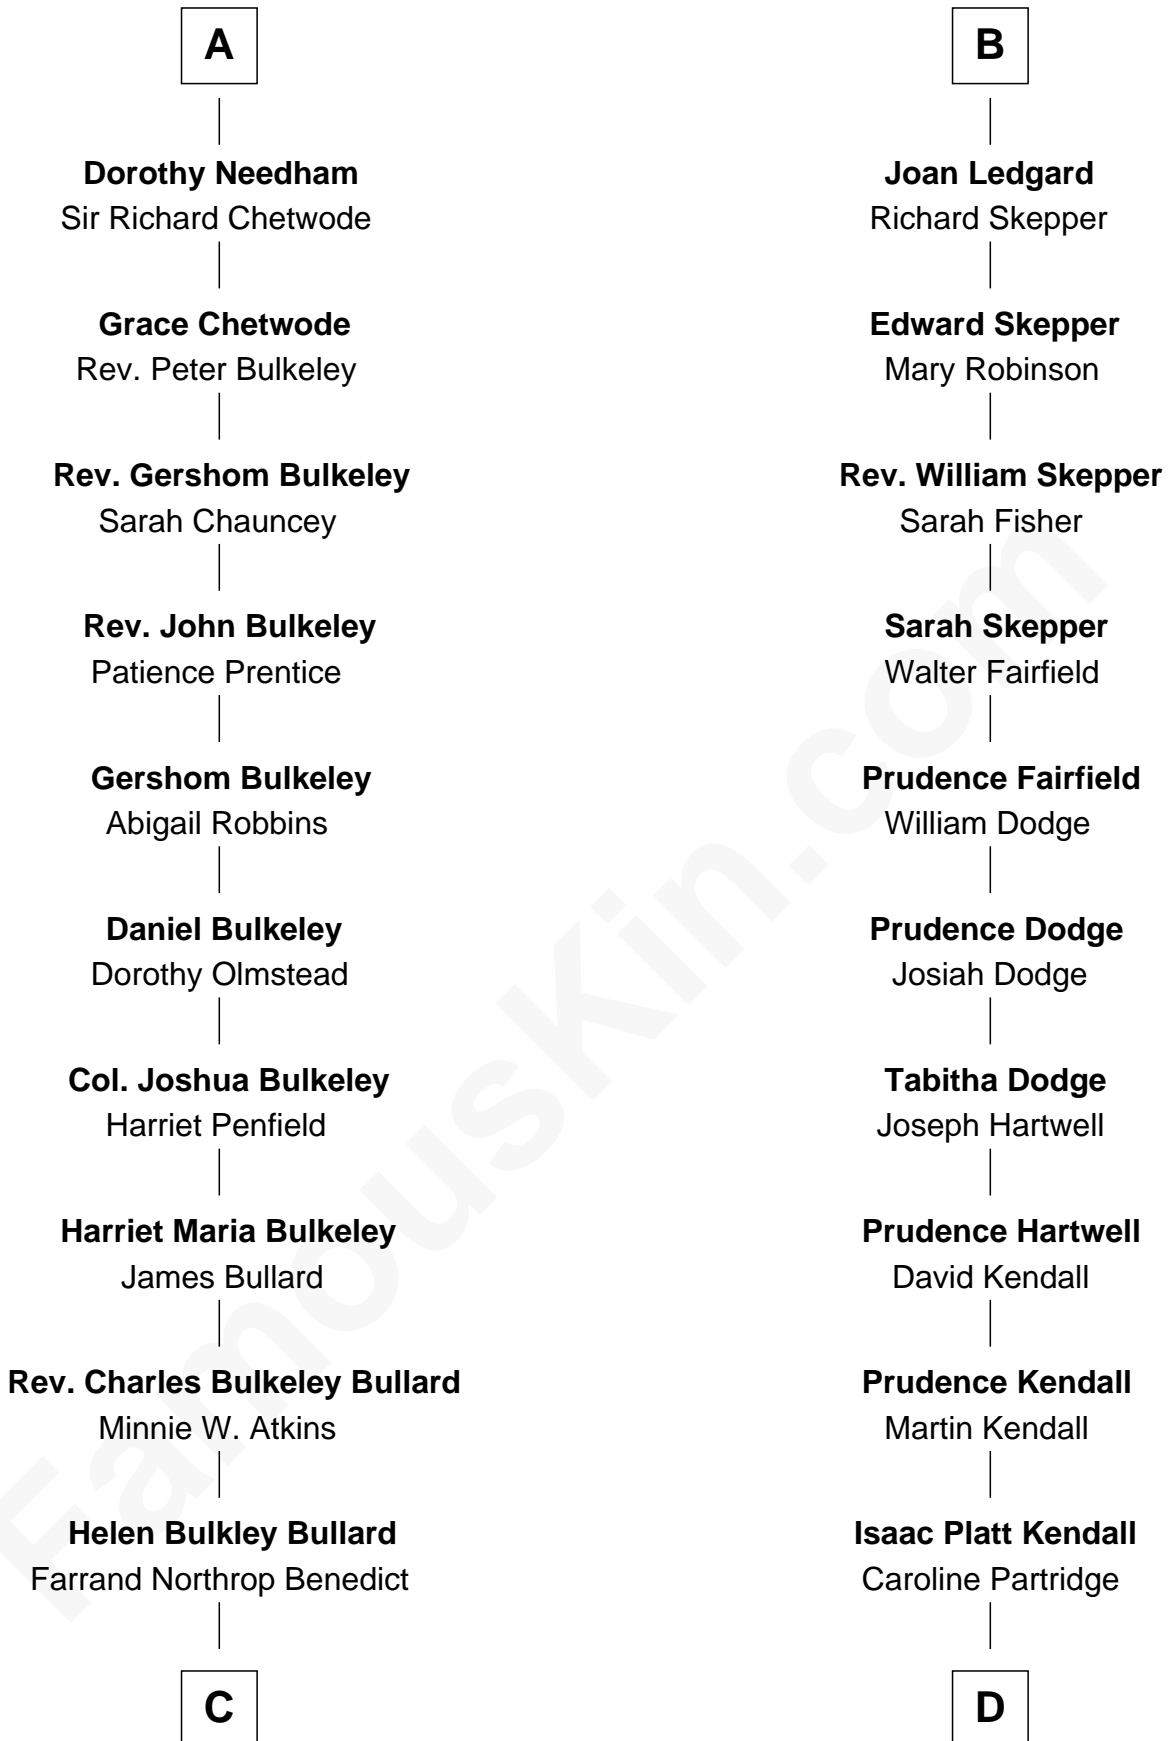 A
Dorothy Needham
Sir Richard Chetwode
Grace Chetwode
Rev. Peter Bulkeley
Rev. Gershom Bulkeley
Sarah Chauncey
Rev. John Bulkeley
Patience Prentice
Gershom Bulkeley
Abigail Robbins
Daniel Bulkeley
Dorothy Olmstead
Col. Joshua Bulkeley
Harriet Penfield
Harriet Maria Bulkeley
James Bullard
Rev. Charles Bulkeley Bullard
Minnie W. Atkins
Helen Bulkley Bullard
Farrand Northrop Benedict
C
B
Joan Ledgard
Richard Skepper
Edward Skepper
Mary Robinson
Rev. William Skepper
Sarah Fisher
Sarah Skepper
Walter Fairfield
Prudence Fairfield
William Dodge
Prudence Dodge
Josiah Dodge
Tabitha Dodge
Joseph Hartwell
Prudence Hartwell
David Kendall
Prudence Kendall
Martin Kendall
Isaac Platt Kendall
Caroline Partridge
D
FamousKin.com